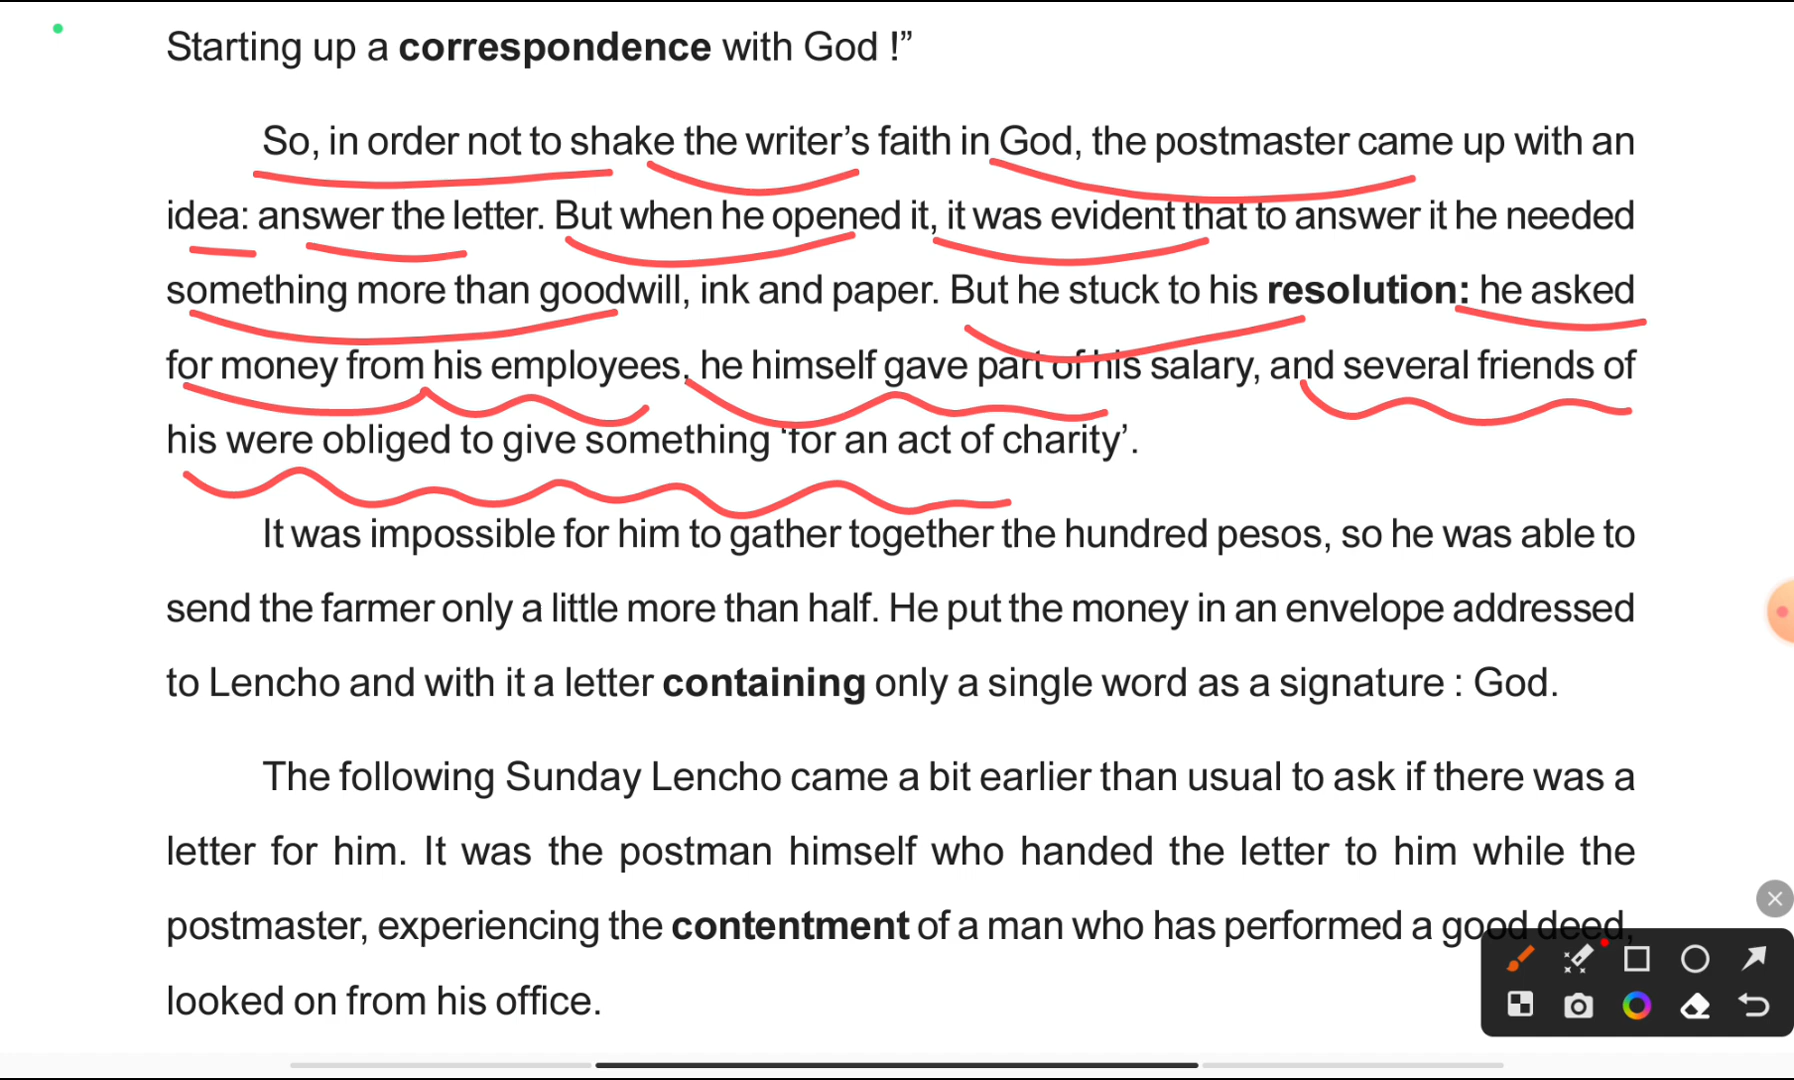 Starting up a correspondence with God !”
So, in order not to shake the writer’s faith in God, the postmaster came up with an
idea: answer the letter. But when he opened it, it was evident that to answer it he needed
something more than goodwill, ink and paper. But he stuck to his resolution: he asked
for money from his employees, he himself gave part of his salary, and several friends of
his were obliged to give something ‘for an act of charity’.
It was impossible for him to gather together the hundred pesos, so he was able to
send the farmer only a little more than half. He put the money in an envelope addressed
to Lencho and with it a letter containing only a single word as a signature : God.
The following Sunday Lencho came a bit earlier than usual to ask if there was a
letter for him. It was the postman himself who handed the letter to him while the
postmaster, experiencing the contentment of a man who has performed a good deed,
looked on from his office.